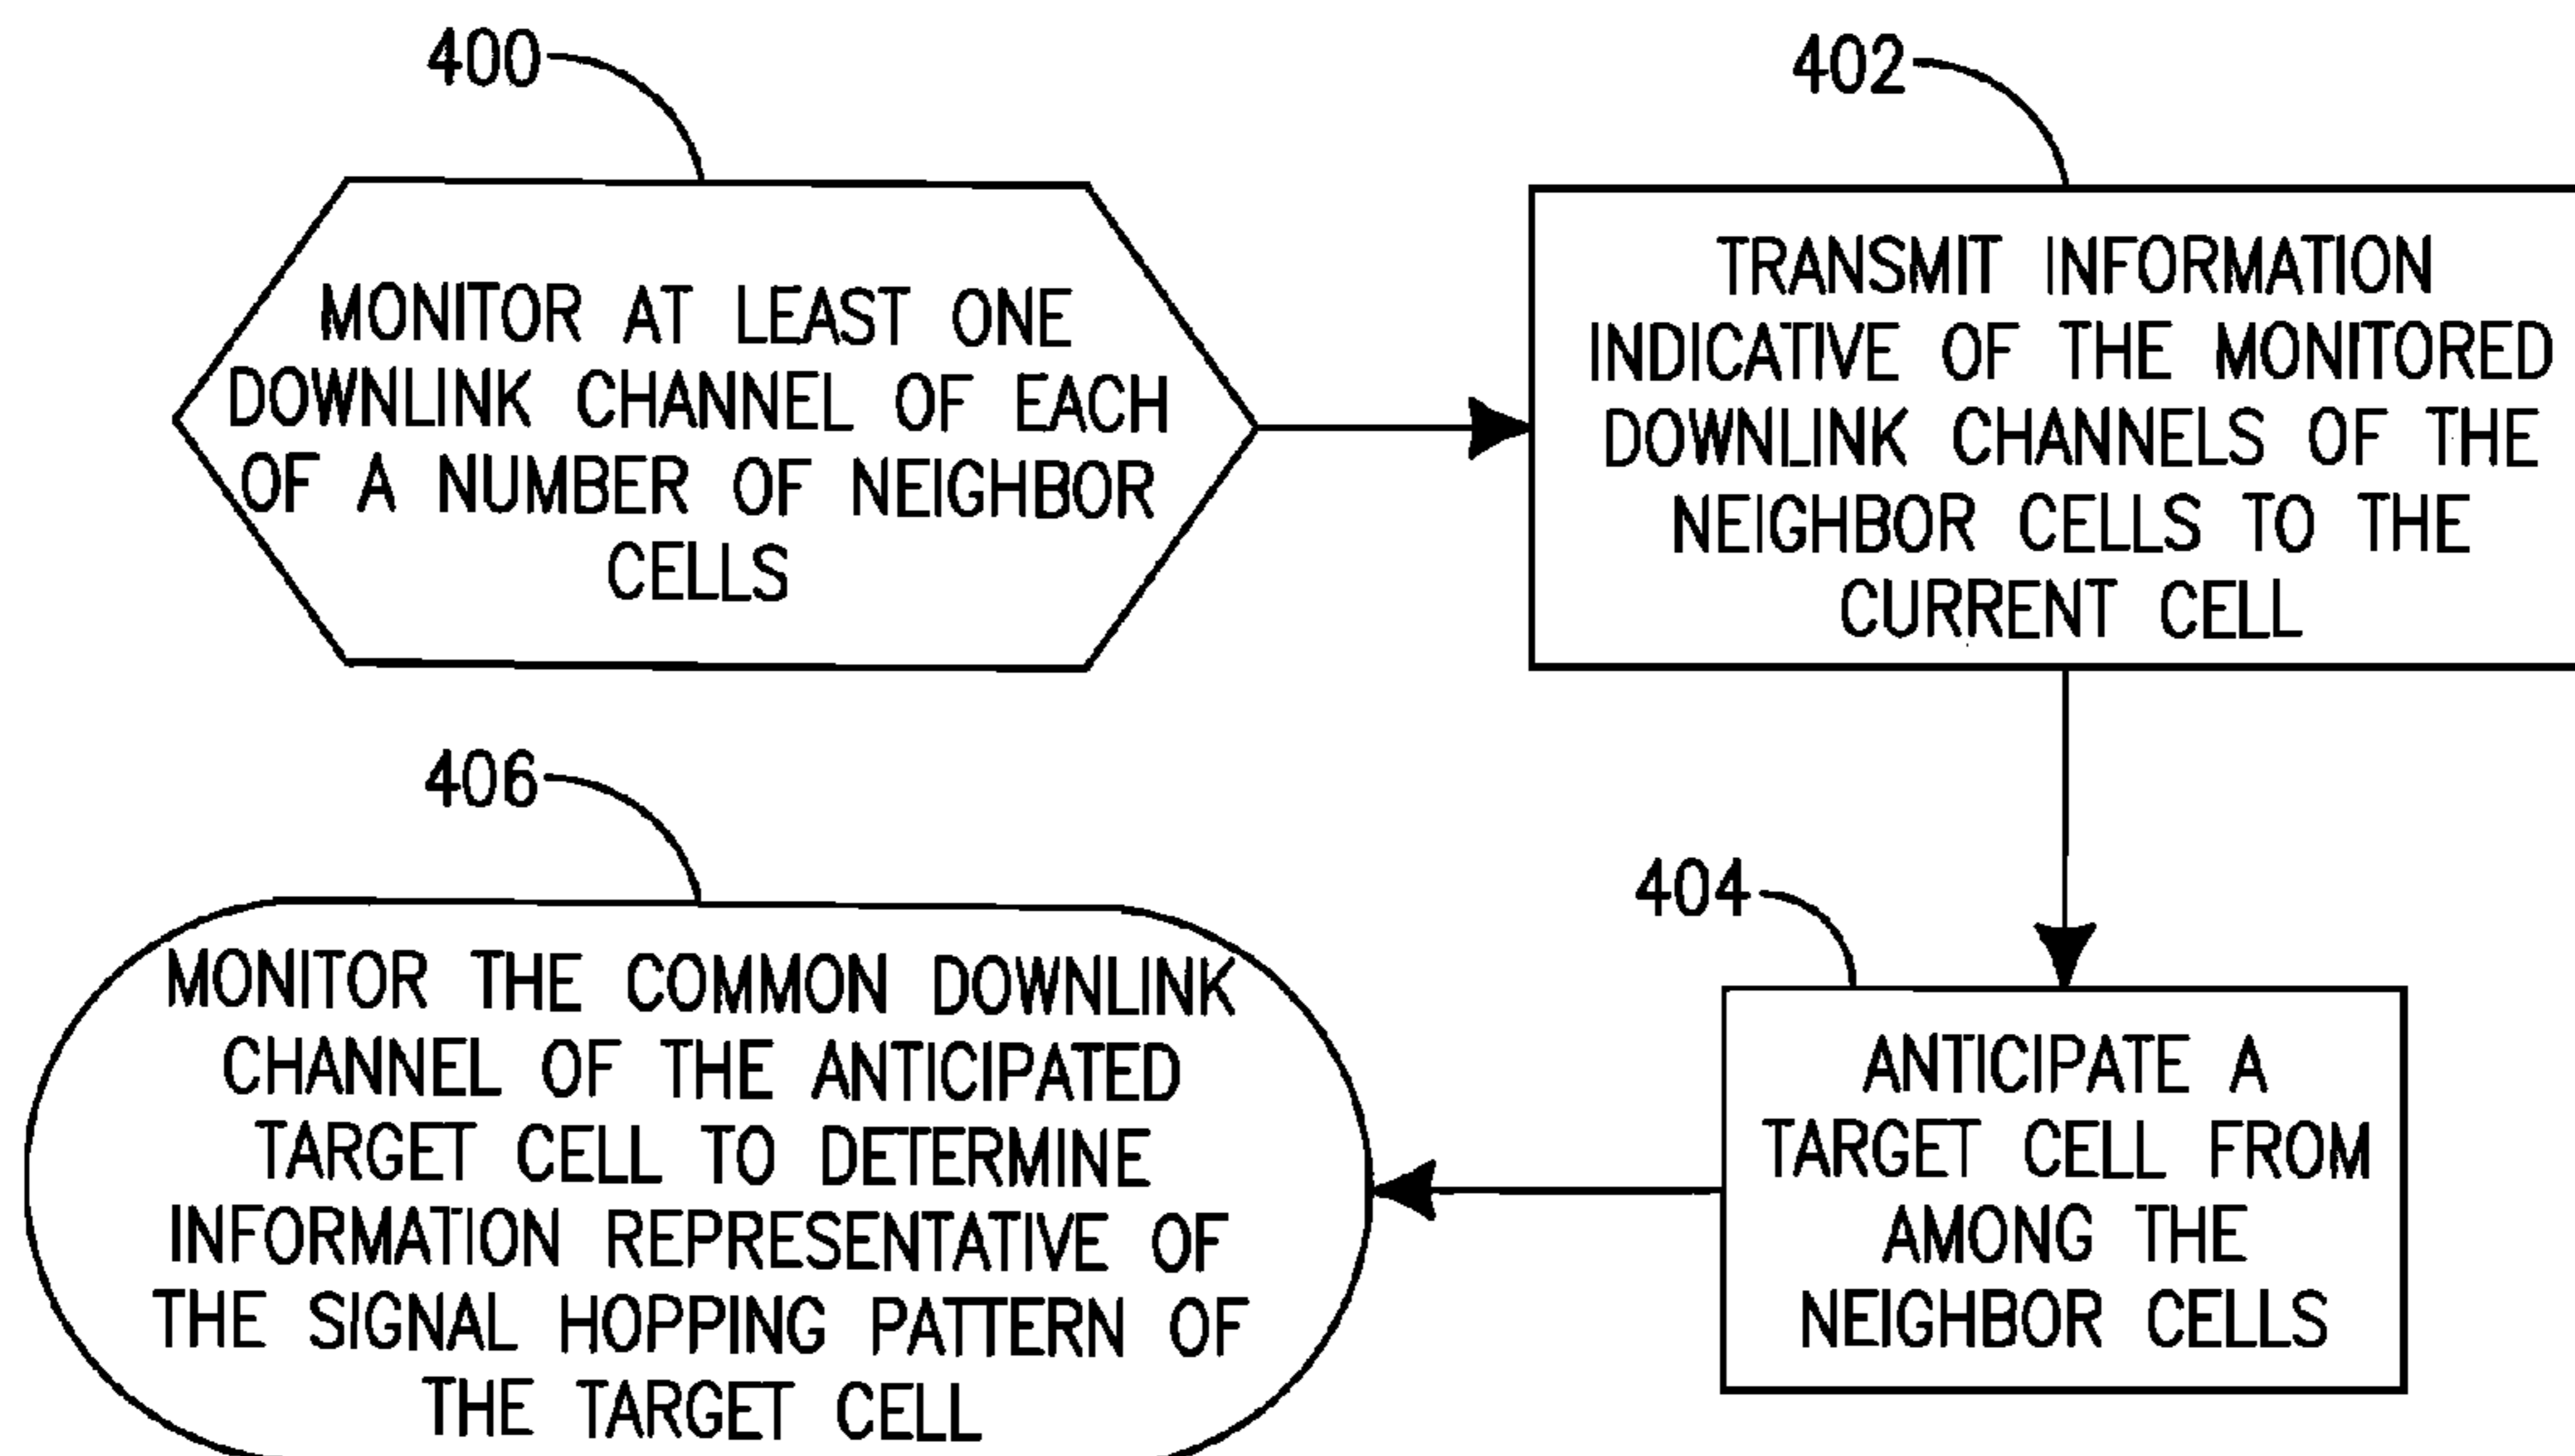 400
MONITOR AT LEAST ONE
DOWNLINK CHANNEL OF EACH
OF A NUMBER OF NEIGHBOR
CELLS
402
TRANSMIT INFORMATION
INDICATIVE OF THE MONITORED
DOWNLINK CHANNELS OF THE
NEIGHBOR CELLS TO THE
CURRENT CELL
404
ANTICIPATE A
TARGET CELL FROM
AMONG THE
NEIGHBOR CELLS
406
MONITOR THE COMMON DOWNLINK
CHANNEL OF THE ANTICIPATED
TARGET CELL TO DETERMINE
INFORMATION REPRESENTATIVE OF
THE SIGNAL HOPPING PATTERN OF
THE TARGET CELL